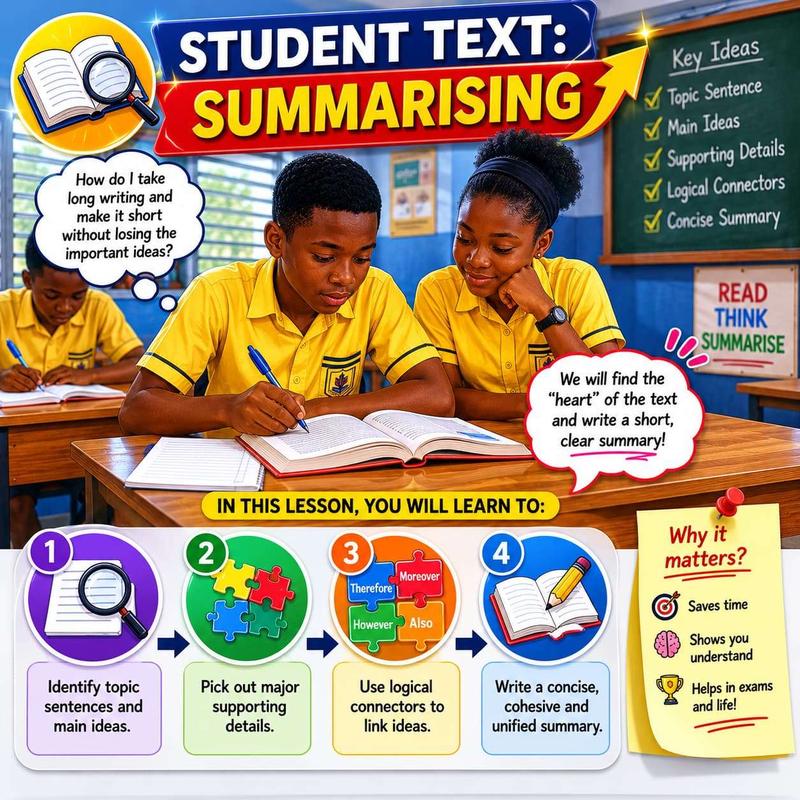 STUDENT TEXT:
SUMMARISING
Key Ideas
Topic Sentence
Main Ideas
Supporting Details
Logical Connectors
Concise Summary
How do I take
long writing and
make it short
without losing the
important ideas?
READ
THINK
SUMMARISE
We will find the
"heart" of the text
and write a short,
clear summary!
IN THIS LESSON, YOU WILL LEARN TO:
1
Identify topic
sentences and
main ideas.
2
Pick out major
supporting
details.
3
Therefore
Moreover
However
Also
Use logical
connectors to
link ideas.
4
Write a concise,
cohesive and
unified summary.
Why it
matters?
Saves time
Shows you
understand
Helps in exams
and life!